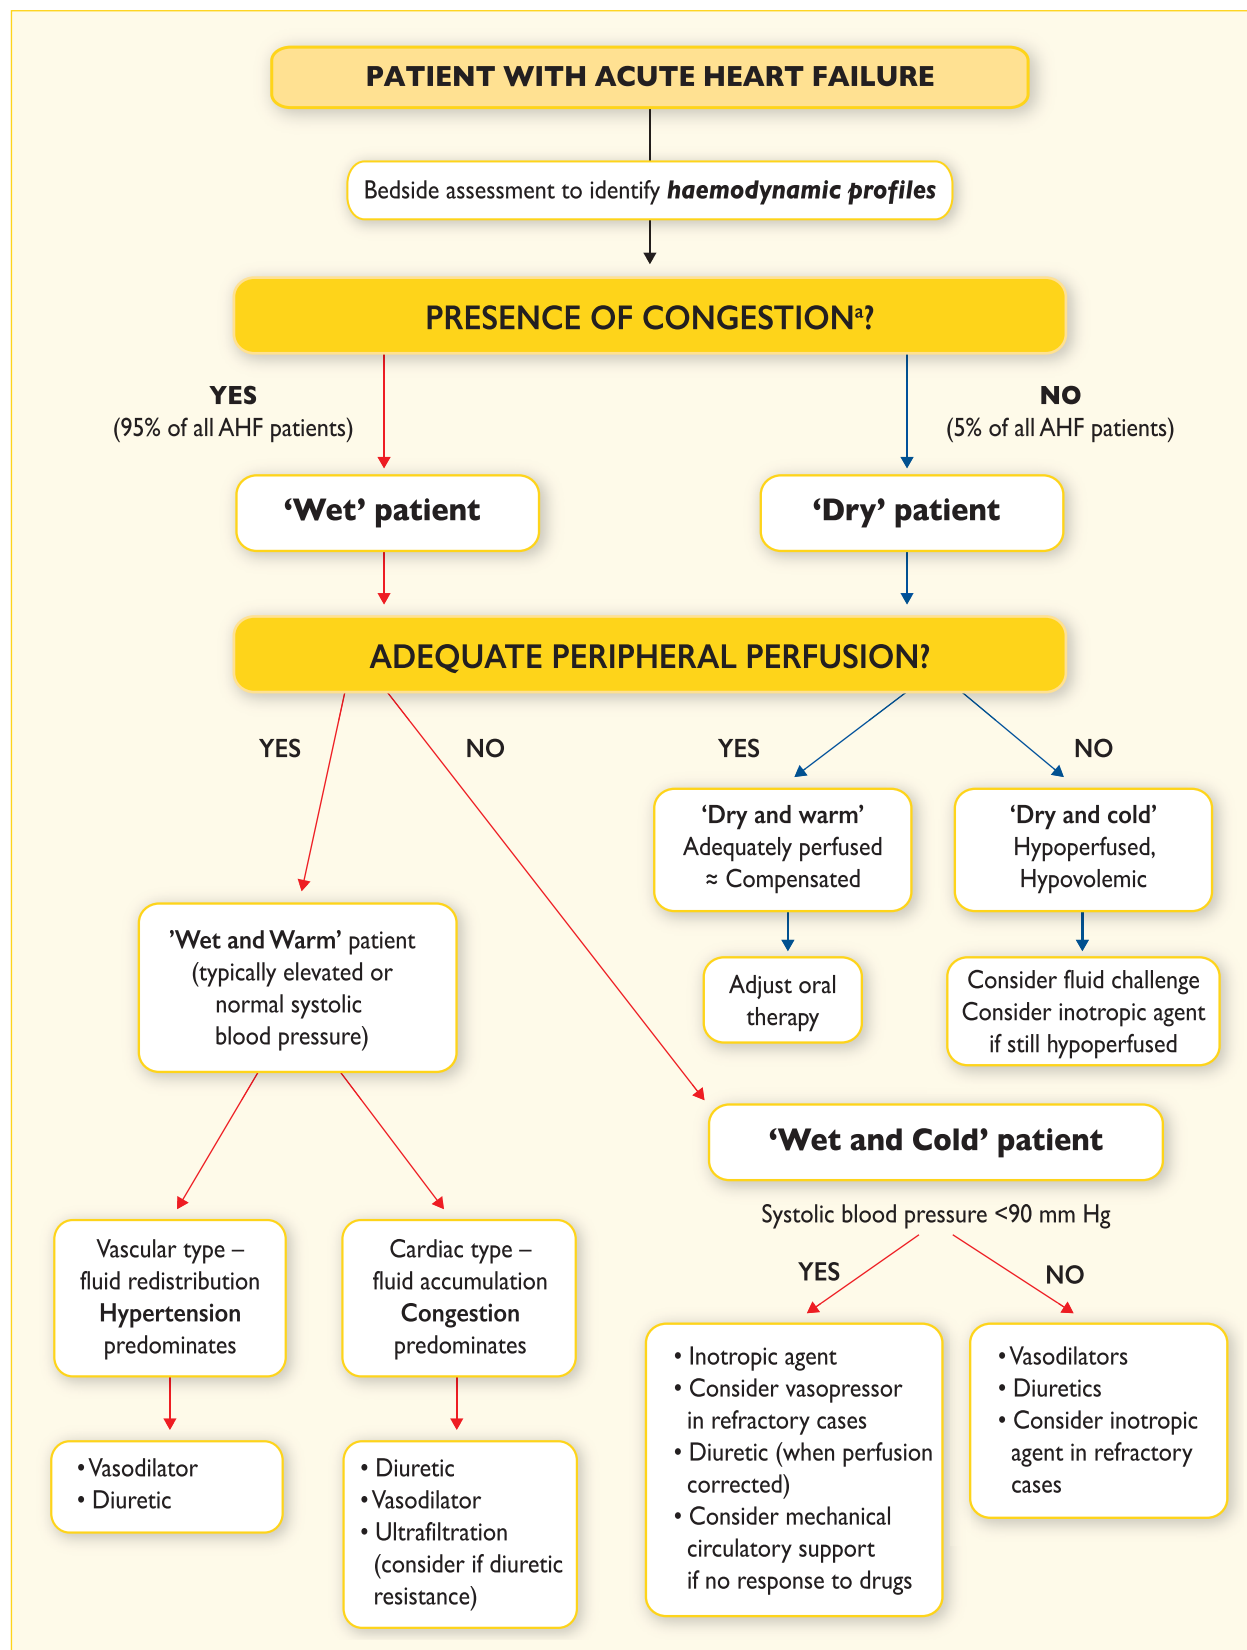 PATIENT WITH ACUTE HEART FAILURE
Bedside assessment to identify haemodynamic profiles
PRESENCE OF CONGESTIONᵃ?
YES
(95% of all AHF patients)
NO
(5% of all AHF patients)
‘Wet’ patient
‘Dry’ patient
ADEQUATE PERIPHERAL PERFUSION?
YES
NO
YES
NO
‘Dry and warm’
Adequately perfused
≈ Compensated
‘Dry and cold’
Hypoperfused,
Hypovolemic
Adjust oral
therapy
Consider fluid challenge
Consider inotropic agent
if still hypoperfused
’Wet and Warm’ patient
(typically elevated or
normal systolic
blood pressure)
‘Wet and Cold’ patient
Systolic blood pressure <90 mm Hg
YES
NO
Vascular type –
fluid redistribution
Hypertension
predominates
Cardiac type –
fluid accumulation
Congestion
predominates
• Vasodilator
• Diuretic
• Diuretic
• Vasodilator
• Ultrafiltration
(consider if diuretic
resistance)
• Inotropic agent
• Consider vasopressor
in refractory cases
• Diuretic (when perfusion
corrected)
• Consider mechanical
circulatory support
if no response to drugs
• Vasodilators
• Diuretics
• Consider inotropic
agent in refractory
cases